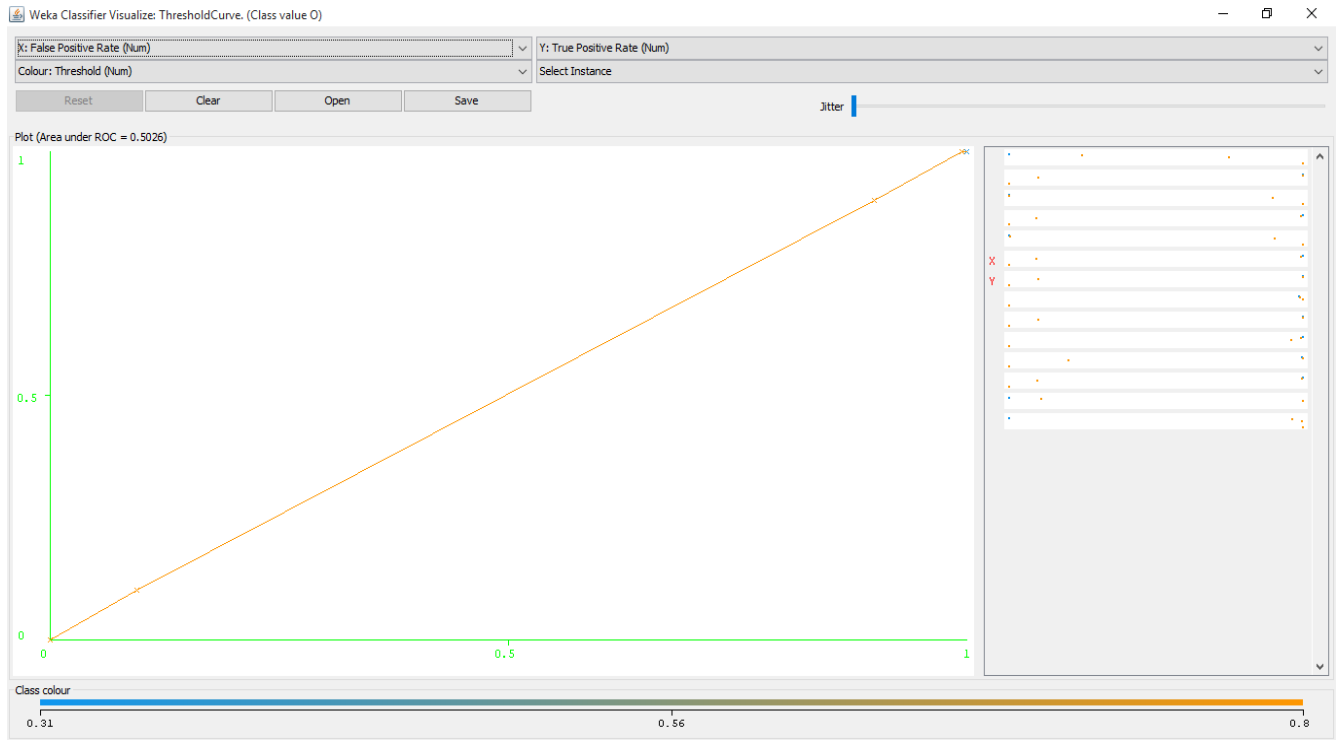 Weka Classifier Visualize: ThresholdCurve. (Class value O)
X: False Positive Rate (Num)
Y: True Positive Rate (Num)
Colour: Threshold (Num)
Select Instance
Reset
Clear
Open
Save
Jitter
Plot (Area under ROC = 0.5026)
1
0.5
0
0
0.5
1
X
Y
Class colour
0.31
0.56
0.8